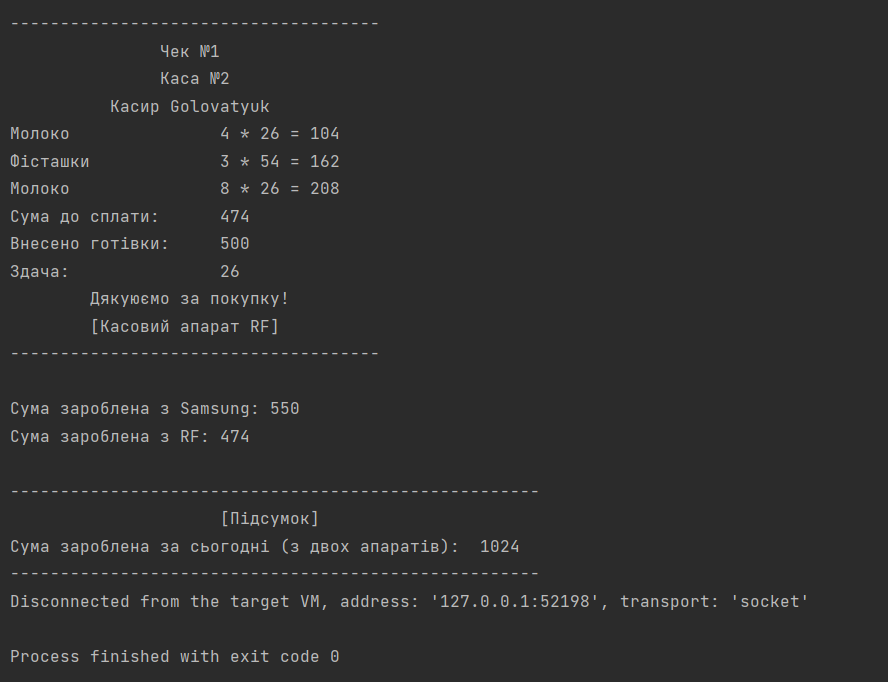 -------------------------------------
Чек №1
Каса №2
Касир Golovatyuk
Молоко 4 * 26 = 104
Фісташки 3 * 54 = 162
Молоко 8 * 26 = 208
Сума до сплати: 474
Внесено готівки: 500
Здача: 26
Дякуюємо за покупку!
[Касовий апарат RF]
-------------------------------------
Сума зароблена з Samsung: 550
Сума зароблена з RF: 474
-----------------------------------------------------
[Підсумок]
Сума зароблена за сьогодні (з двох апаратів): 1024
-----------------------------------------------------
Disconnected from the target VM, address: '127.0.0.1:52198', transport: 'socket'
Process finished with exit code 0